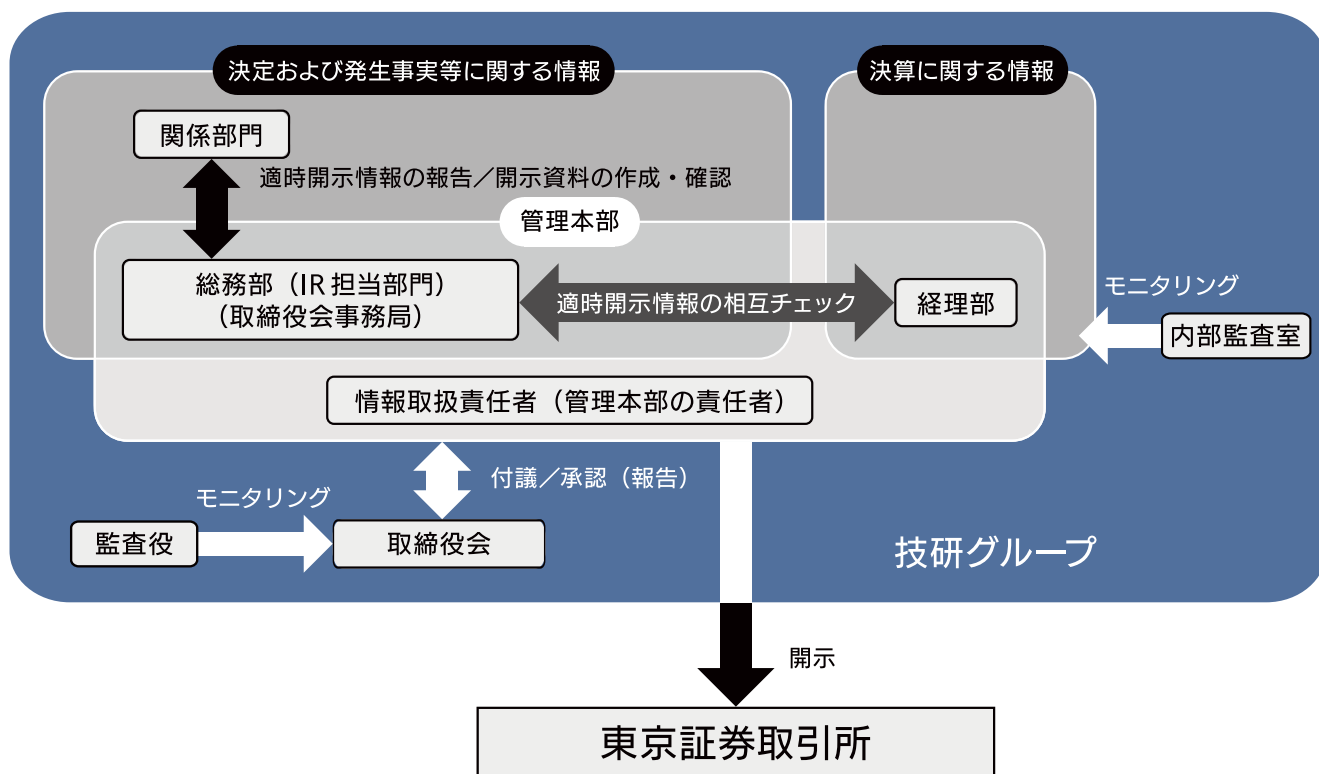 決定および発生事実等に関する情報
決算に関する情報
関係部門
適時開示情報の報告／開示資料の作成・確認
管理本部
総務部（IR 担当部門）
（取締役会事務局）
適時開示情報の相互チェック
経理部
モニタリング
内部監査室
情報取扱責任者（管理本部の責任者）
付議／承認（報告）
モニタリング
監査役
取締役会
技研グループ
開示
東京証券取引所